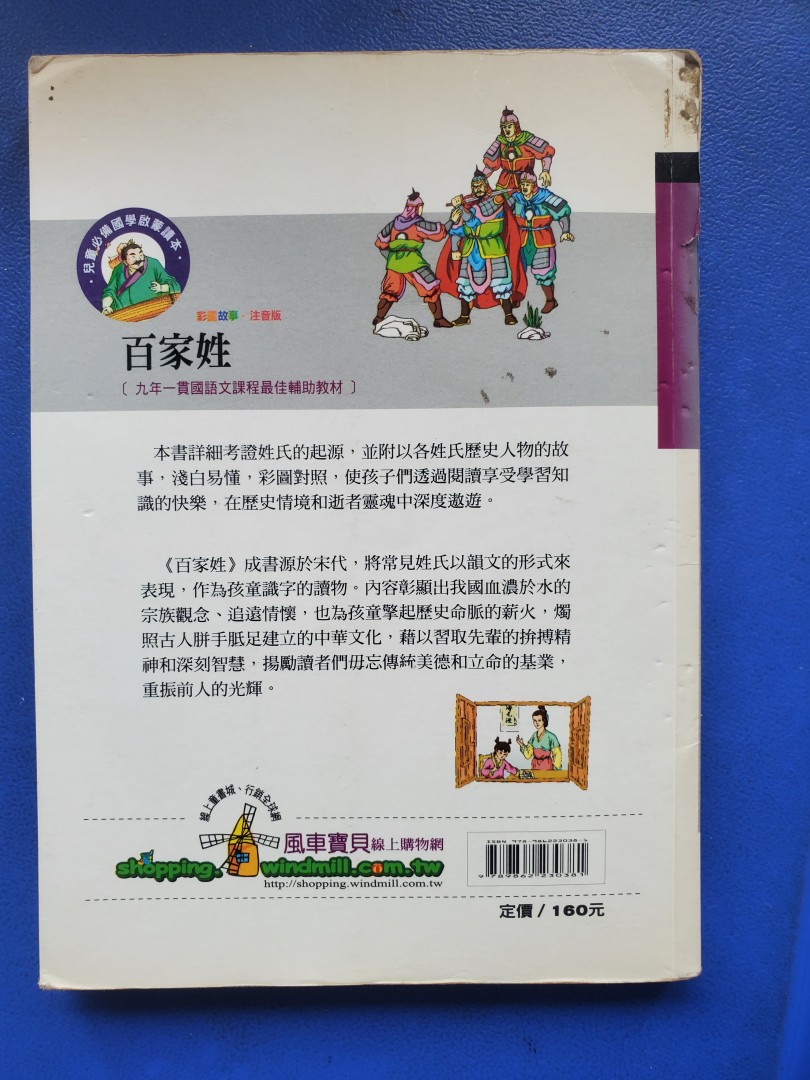 ・兒童必備國學啟蒙讀本・
彩圖故事・注音版
百家姓
〔 九年一貫國語文課程最佳輔助教材 〕
本書詳細考證姓氏的起源，並附以各姓氏歷史人物的故
事，淺白易懂，彩圖對照，使孩子們透過閱讀享受學習知
識的快樂，在歷史情境和逝者靈魂中深度遨遊。
《百家姓》成書源於宋代，將常見姓氏以韻文的形式來
表現，作為孩童識字的讀物。內容彰顯出我國血濃於水的
宗族觀念、追遠情懷，也為孩童擎起歷史命脈的薪火，燭
照古人胼手胝足建立的中華文化，藉以習取先輩的拚搏精
神和深刻智慧，揚勵讀者們毋忘傳統美德和立命的基業，
重振前人的光輝。
線上童書城、行銷全球網
風車寶貝線上購物網
shopping.windmill.com.tw
http://shopping.windmill.com.tw
9 789862 230381
定價 / 160元